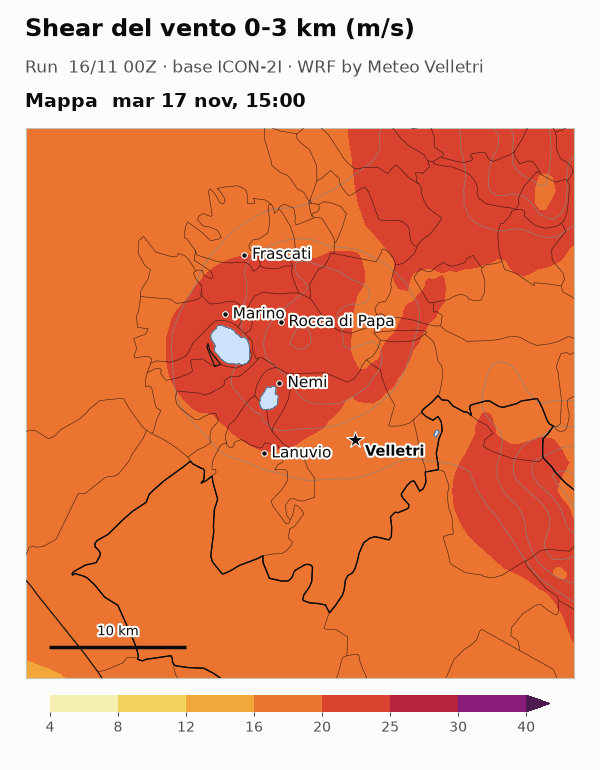 Shear del vento 0-3 km (m/s)
Run  16/11 00Z · base ICON-2I · WRF by Meteo Velletri
Mappa  mar 17 nov, 15:00
Frascati
Marino
Rocca di Papa
Nemi
Lanuvio
Velletri
10 km
4 8 12 16 20 25 30 40